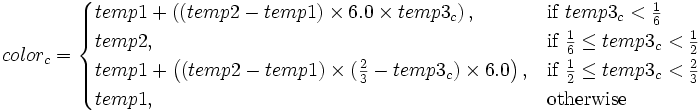 color_c = { temp1 + ((temp2 − temp1) × 6.0 × temp3_c) , if temp3_c < 1/6
temp2, if 1/6 ≤ temp3_c < 1/2
temp1 + ((temp2 − temp1) × (2/3 − temp3_c) × 6.0) , if 1/2 ≤ temp3_c < 2/3
temp1, otherwise